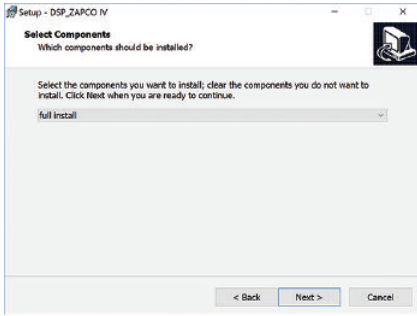 Setup - DSP_ZAPCO IV
Select Components
Which components should be installed?
Select the components you want to install; clear the components you do not want to
install. Click Next when you are ready to continue.
full install
< Back Next > Cancel